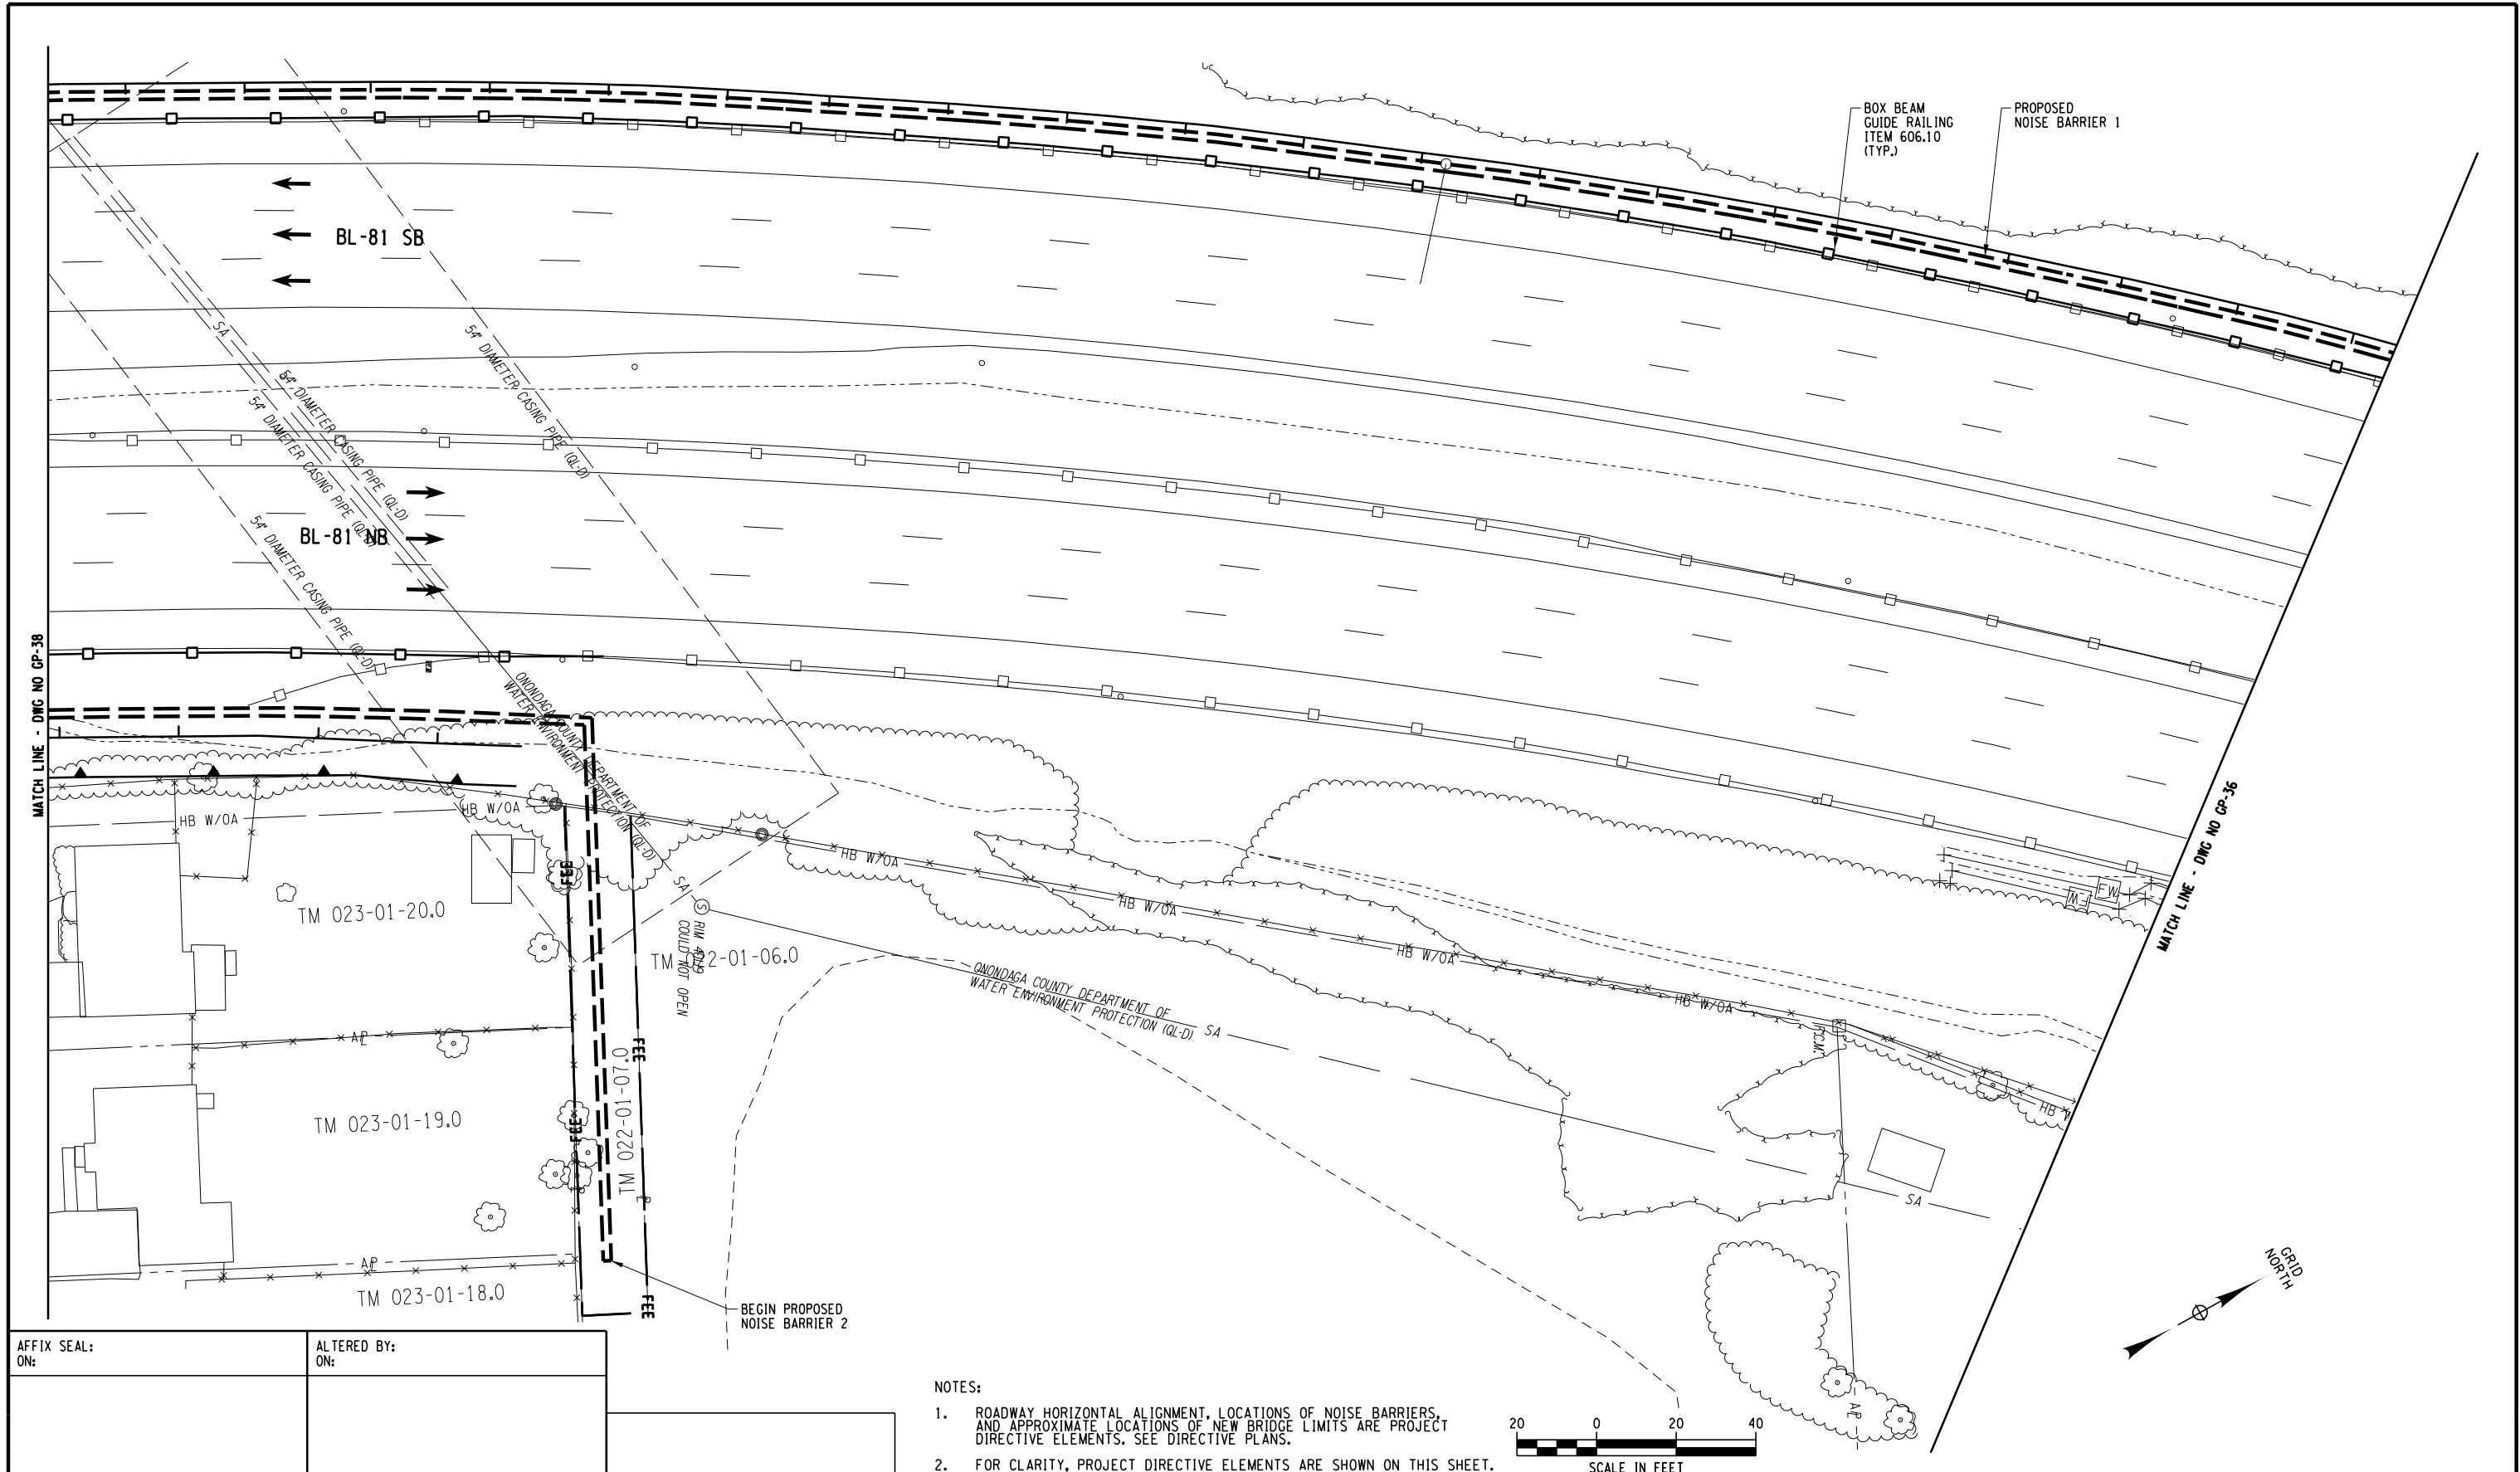 BOX BEAM
GUIDE RAILING
ITEM 606.10
(TYP.)
PROPOSED
NOISE BARRIER 1
BL-81 SB
SA
54" DIAMETER CASING PIPE (QL-D)
54" DIAMETER CASING PIPE (QL-D)
54" DIAMETER CASING PIPE (QL-D)
54" DIAMETER CASING PIPE (QL-D)
BL-81 NB
MATCH LINE - DWG NO GP-38
MATCH LINE - DWG NO GP-36
ONONDAGA COUNTY DEPARTMENT OF
WATER ENVIRONMENT PROTECTION (QL-D)
HB W/OA
HB W/OA
HB W/OA
HB W/OA
HB W/OA
HB W/OA
HB
FW
FW
FEE
SA
S
COULD NOT OPEN
TM 023-01-20.0
TM 022-01-06.0
ONONDAGA COUNTY DEPARTMENT OF
WATER ENVIRONMENT PROTECTION (QL-D)
SA
FEE
TM 022-01-07.0
TM 023-01-19.0
FEE
SA
TM 023-01-18.0
FEE
BEGIN PROPOSED
NOISE BARRIER 2
GRID
NORTH
AFFIX SEAL:
ON:
ALTERED BY:
ON:
NOTES:
1. ROADWAY HORIZONTAL ALIGNMENT, LOCATIONS OF NOISE BARRIERS,
AND APPROXIMATE LOCATIONS OF NEW BRIDGE LIMITS ARE PROJECT
DIRECTIVE ELEMENTS. SEE DIRECTIVE PLANS.
2. FOR CLARITY, PROJECT DIRECTIVE ELEMENTS ARE SHOWN ON THIS SHEET.
20 0 20 40
SCALE IN FEET